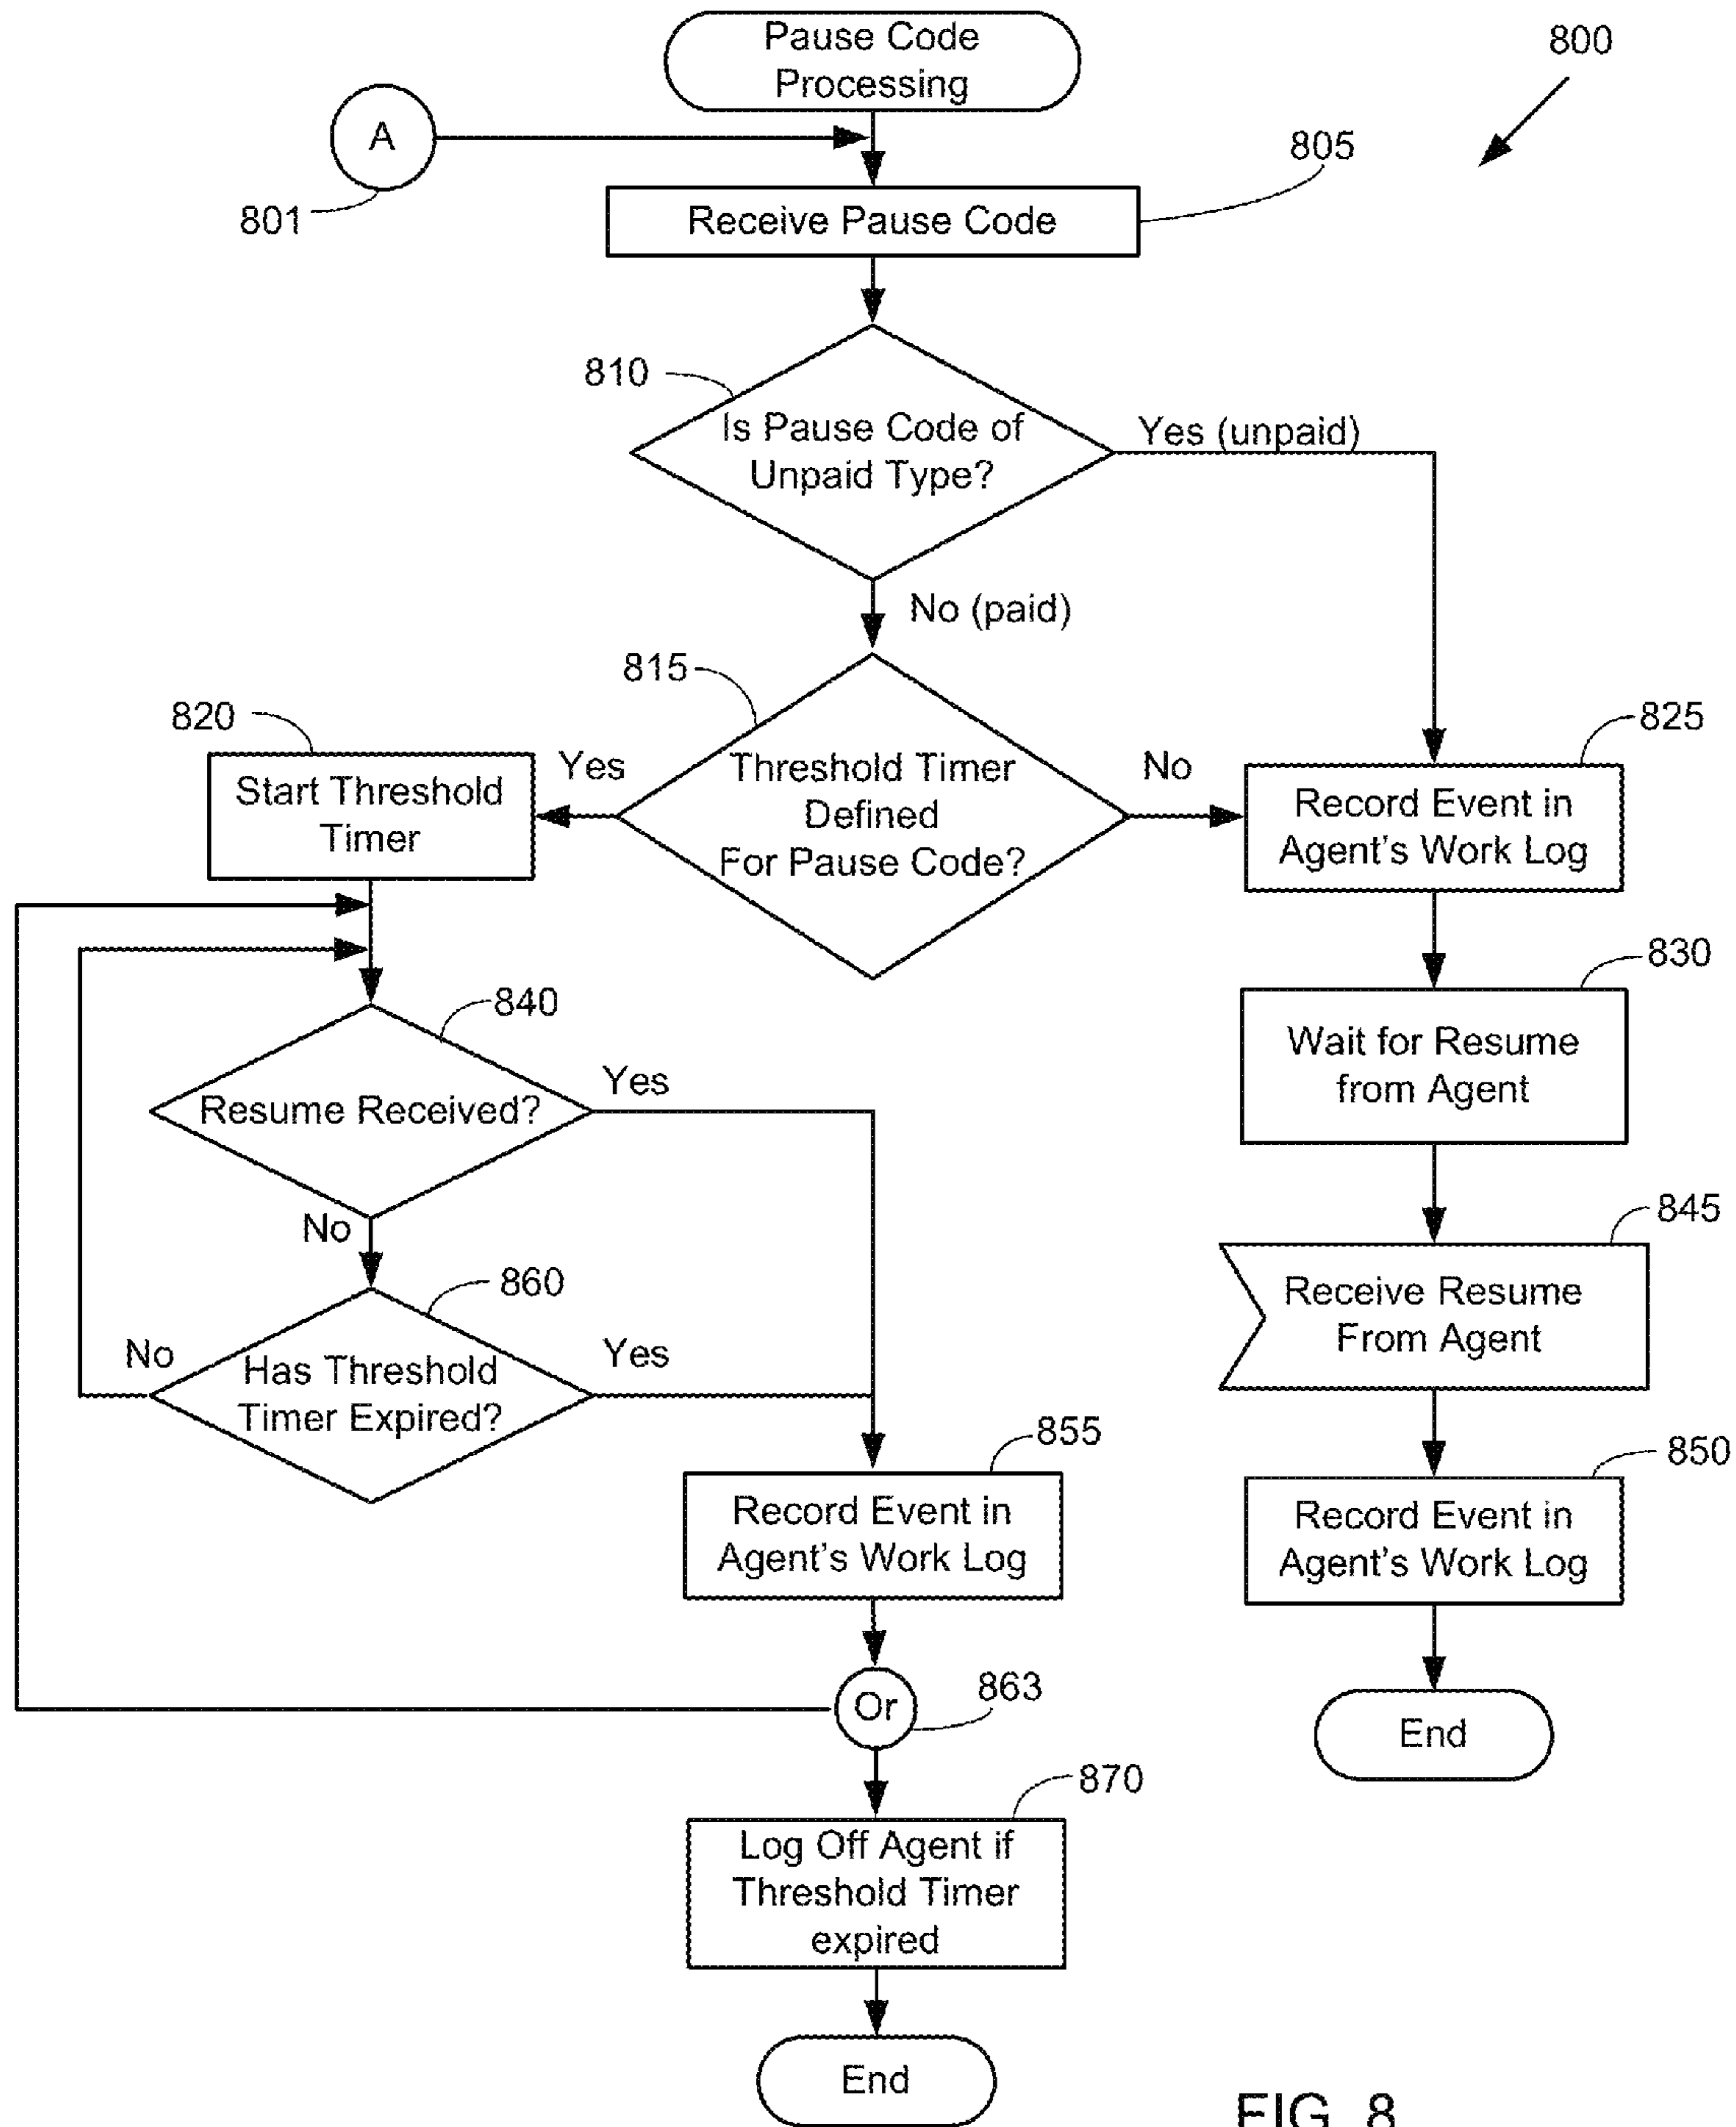 Pause Code
Processing
800
A
801
805
Receive Pause Code
810
Is Pause Code of
Unpaid Type?
Yes (unpaid)
No (paid)
815
820
825
Start Threshold
Timer
Yes
Threshold Timer
Defined
For Pause Code?
No
Record Event in
Agent's Work Log
830
840
Wait for Resume
from Agent
Resume Received?
Yes
No
845
860
Receive Resume
From Agent
No
Has Threshold
Timer Expired?
Yes
855
850
Record Event in
Agent's Work Log
Record Event in
Agent's Work Log
Or
863
End
870
Log Off Agent if
Threshold Timer
expired
End
FIG. 8